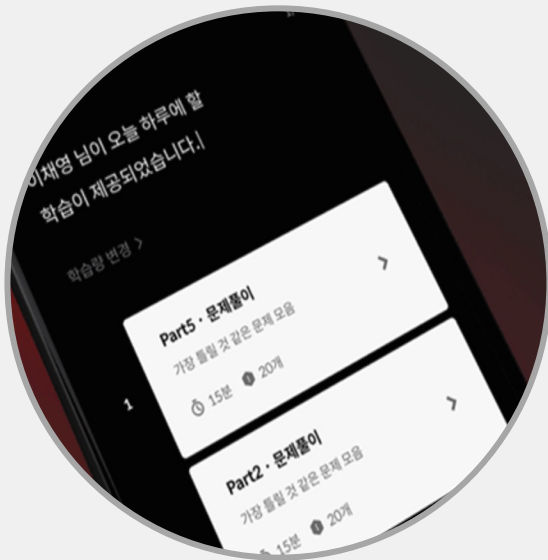 이채영 님이 오늘 하루에 할
학습이 제공되었습니다.
학습량 변경 >
1
Part5 · 문제풀이
가장 틀릴 것 같은 문제 모음
15분 20개
Part2 · 문제풀이
가장 틀릴 것 같은 문제 모음
15분 20개